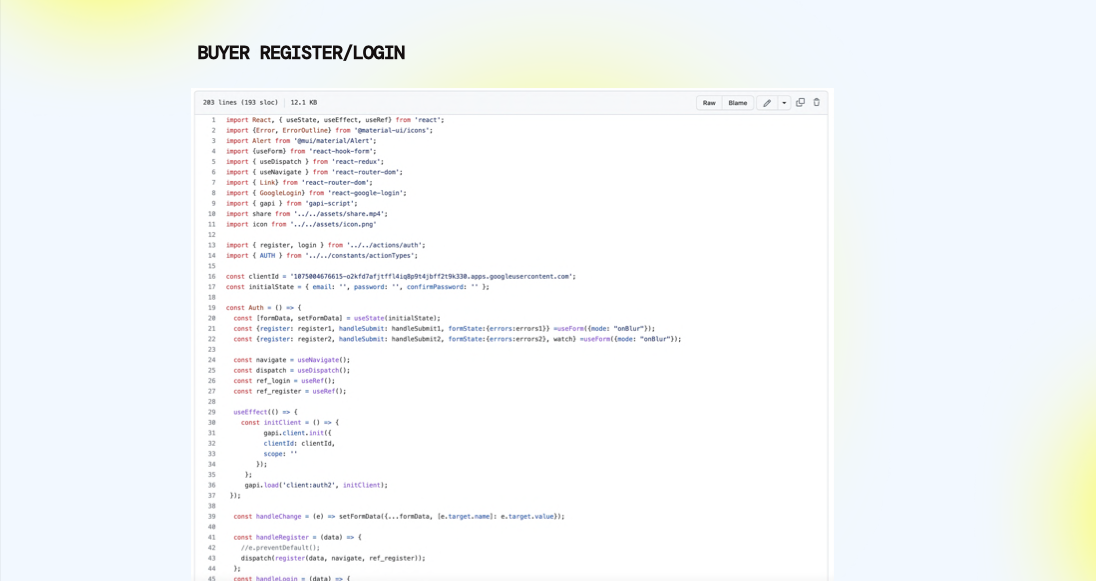 BUYER REGISTER/LOGIN
203 lines (193 sloc) 12.1 KB Raw Blame
1 import React, { useState, useEffect, useRef} from 'react';
2 import {Error, ErrorOutline} from '@material-ui/icons';
3 import Alert from '@mui/material/Alert';
4 import {useForm} from 'react-hook-form';
5 import { useDispatch } from 'react-redux';
6 import { useNavigate } from 'react-router-dom';
7 import { Link} from 'react-router-dom';
8 import { GoogleLogin} from 'react-google-login';
9 import { gapi } from 'gapi-script';
10 import share from '../../assets/share.mp4';
11 import icon from '../../assets/icon.png'
12
13 import { register, login } from '../../actions/auth';
14 import { AUTH } from '../../constants/actionTypes';
15
16 const clientId = '1075004676615-o2kfd7afjtffl4iq8p9t4jbff2t9k330.apps.googleusercontent.com';
17 const initialState = { email: '', password: '', confirmPassword: '' };
18
19 const Auth = () => {
20 const [formData, setFormData] = useState(initialState);
21 const {register: register1, handleSubmit: handleSubmit1, formState:{errors:errors1}} =useForm({mode: "onBlur"});
22 const {register: register2, handleSubmit: handleSubmit2, formState:{errors:errors2}, watch} =useForm({mode: "onBlur"});
23
24 const navigate = useNavigate();
25 const dispatch = useDispatch();
26 const ref_login = useRef();
27 const ref_register = useRef();
28
29 useEffect(() => {
30 const initClient = () => {
31 gapi.client.init({
32 clientId: clientId,
33 scope: ''
34 });
35 };
36 gapi.load('client:auth2', initClient);
37 });
38
39 const handleChange = (e) => setFormData({...formData, [e.target.name]: e.target.value});
40
41 const handleRegister = (data) => {
42 //e.preventDefault();
43 dispatch(register(data, navigate, ref_register));
44 };
45 const handleLogin = (data) => {